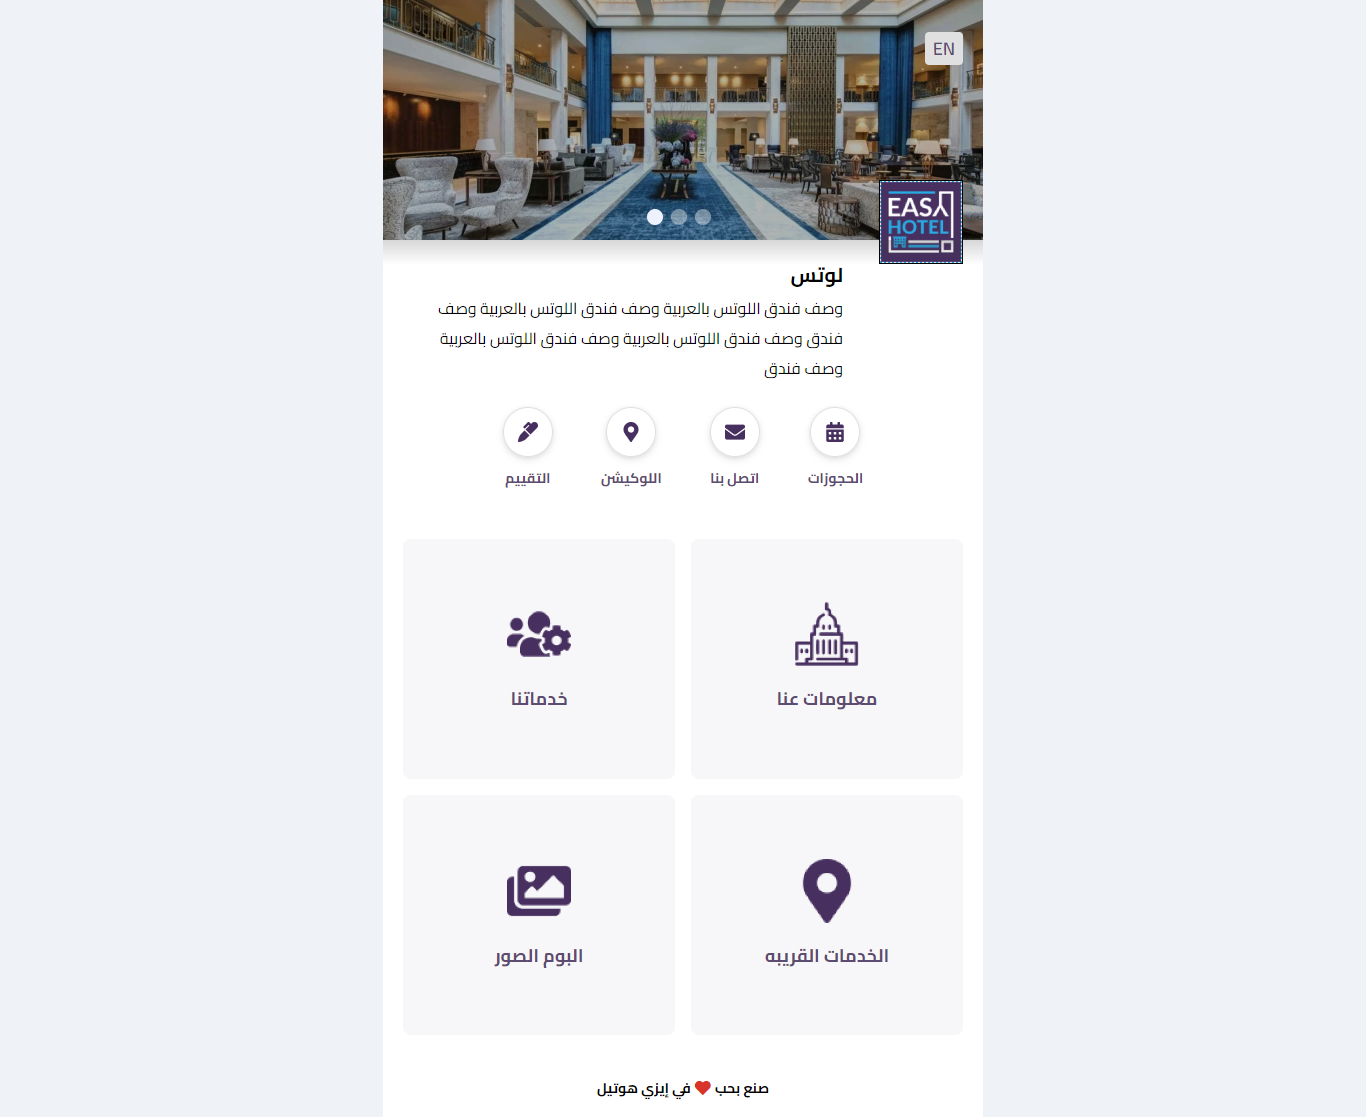 EN
EASY
HOTEL
لوتس
وصف فندق اللوتس بالعربية وصف فندق اللوتس بالعربية وصف
فندق وصف فندق اللوتس بالعربية وصف فندق اللوتس بالعربية
وصف فندق
الحجوزات
اتصل بنا
اللوكيشن
التقييم
معلومات عنا
خدماتنا
الخدمات القريبه
البوم الصور
صنع بحب ❤ في إيزي هوتيل